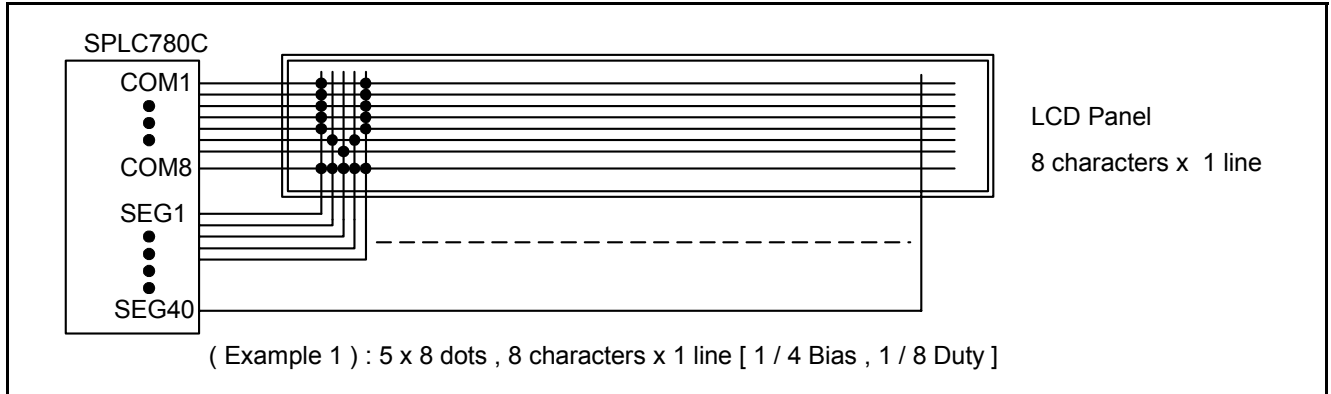 SPLC780C
COM1
COM8
SEG1
SEG40
LCD Panel
8 characters x 1 line
( Example 1 ) : 5 x 8 dots , 8 characters x 1 line [ 1 / 4 Bias , 1 / 8 Duty ]